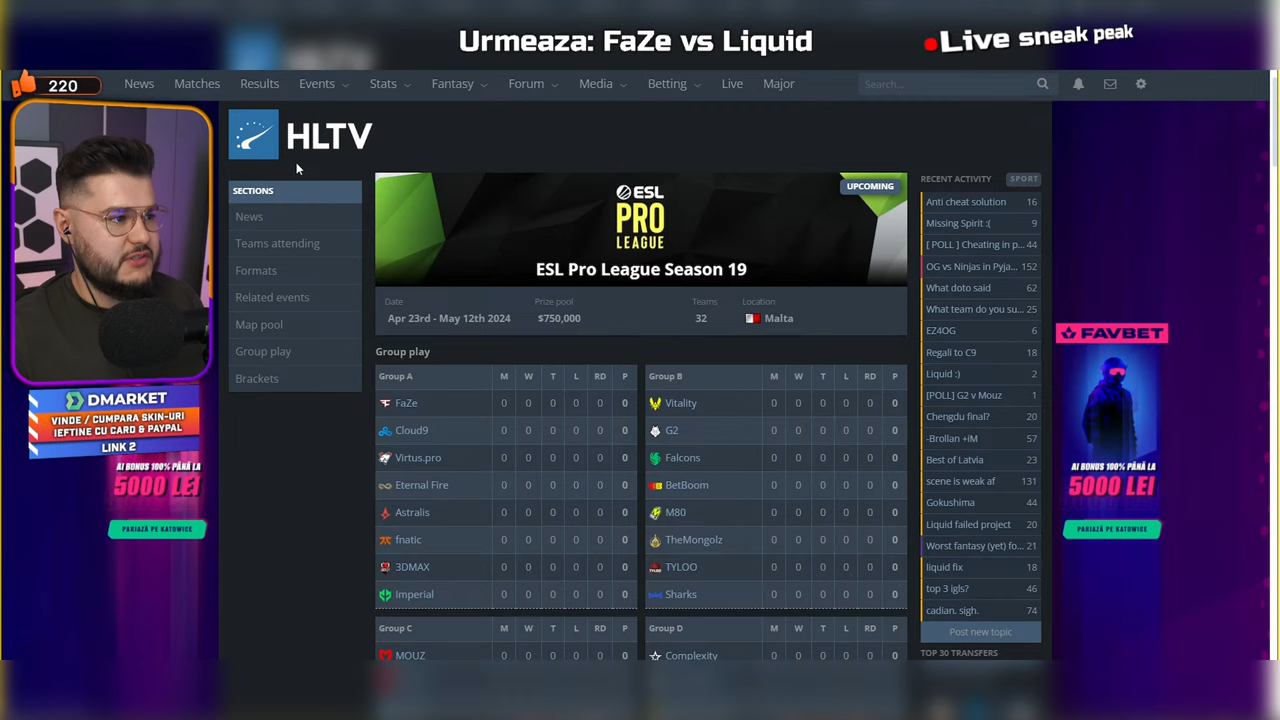 Urmeaza: FaZe vs Liquid
Live sneak peak
220
News Matches Results Events Stats Fantasy Forum Media Betting Live Major
Search...
HLTV
SECTIONS
News
Teams attending
Formats
Related events
Map pool
Group play
Brackets
UPCOMING
ESL
PRO
LEAGUE
ESL Pro League Season 19
Date Prize pool Teams Location
Apr 23rd - May 12th 2024 $750,000 32 Malta
Group play
Group A M W T L RD P
FaZe 0 0 0 0 0 0
Cloud9 0 0 0 0 0 0
Virtus.pro 0 0 0 0 0 0
Eternal Fire 0 0 0 0 0 0
Astralis 0 0 0 0 0 0
fnatic 0 0 0 0 0 0
3DMAX 0 0 0 0 0 0
Imperial 0 0 0 0 0 0
Group B M W T L RD P
Vitality 0 0 0 0 0 0
G2 0 0 0 0 0 0
Falcons 0 0 0 0 0 0
BetBoom 0 0 0 0 0 0
M80 0 0 0 0 0 0
TheMongolz 0 0 0 0 0 0
TYLOO 0 0 0 0 0 0
Sharks 0 0 0 0 0 0
Group C M W T L RD P
MOUZ 0 0 0 0 0 0
Group D M W T L RD P
Complexity 0 0 0 0 0 0
RECENT ACTIVITY SPORT
Anti cheat solution 16
Missing Spirit :( 9
[ POLL ] Cheating in p... 44
OG vs Ninjas in Pyja... 152
What doto said 62
What team do you su... 25
EZ4OG 6
Regali to C9 18
Liquid :) 2
[POLL] G2 v Mouz 1
Chengdu final? 20
-Brollan +iM 57
Best of Latvia 23
scene is weak af 131
Gokushima 44
Liquid failed project 20
Worst fantasy (yet) fo... 21
liquid fix 18
top 3 igls? 46
cadian. sigh. 74
Post new topic
TOP 30 TRANSFERS
DMARKET
VINDE / CUMPARA SKIN-URI
IEFTINE CU CARD & PAYPAL
LINK 2
AI BONUS 100% PÂNĂ LA
5000 LEI
PARIAZĂ PE KATOWICE
FAVBET
AI BONUS 100% PÂNĂ LA
5000 LEI
PARIAZĂ PE KATOWICE